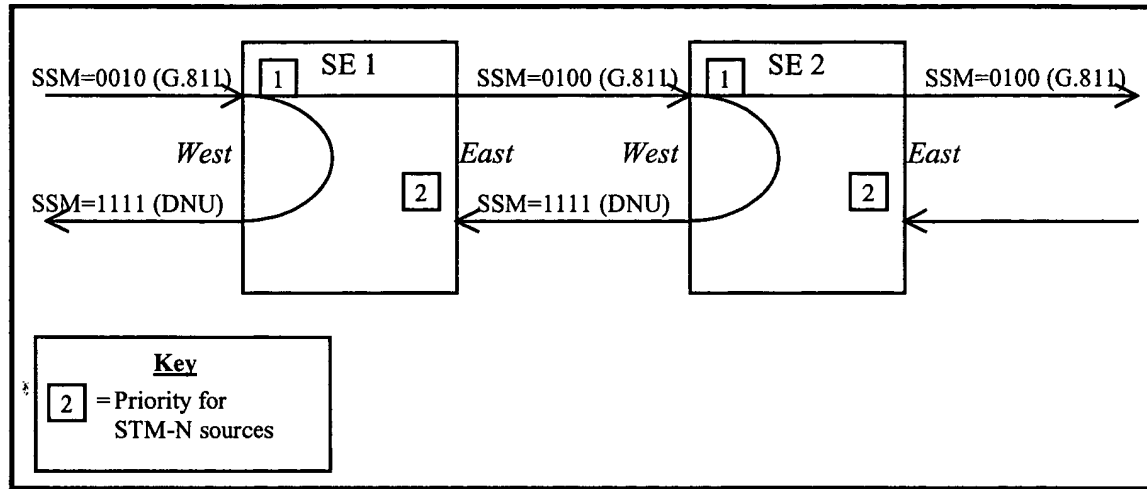 1 SE 1 1 SE 2
SSM=0010 (G.811) SSM=0100 (G.811) SSM=0100 (G.811)
West East West East
2 2
SSM=1111 (DNU) SSM=1111 (DNU)
Key
2 = Priority for
STM-N sources